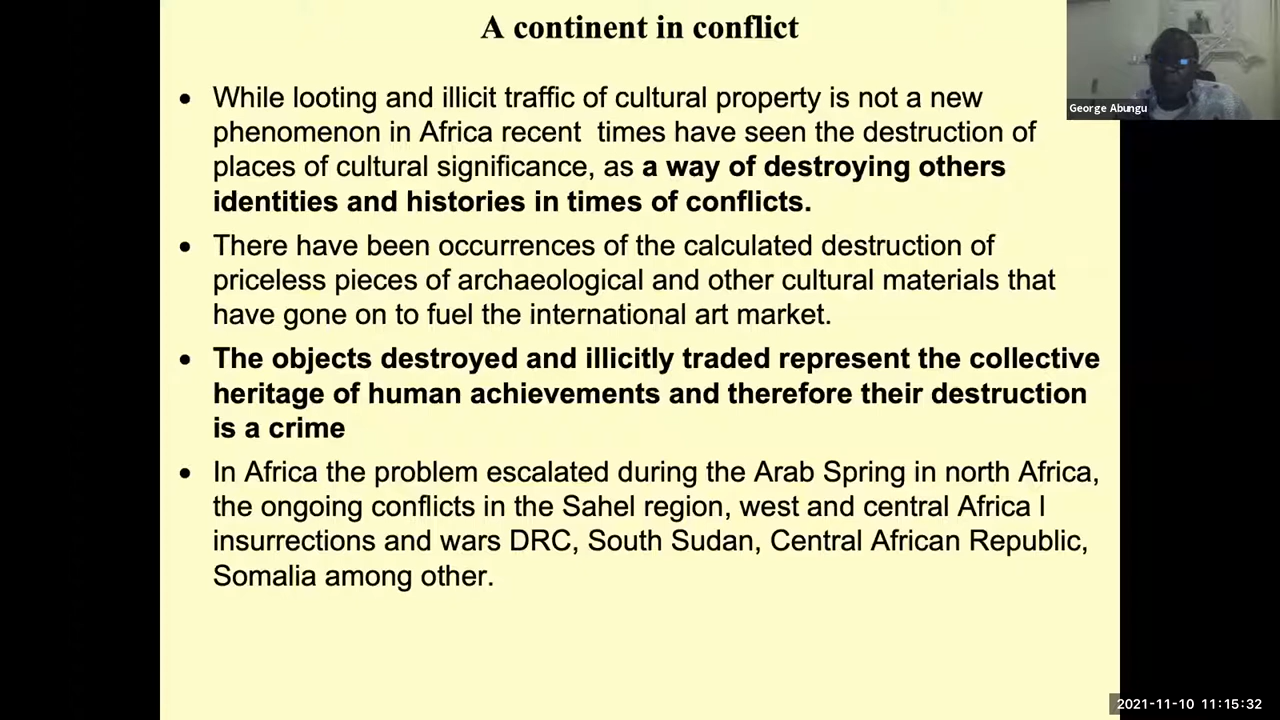 A continent in conflict
George Abungu
• While looting and illicit traffic of cultural property is not a new
phenomenon in Africa recent  times have seen the destruction of
places of cultural significance, as a way of destroying others
identities and histories in times of conflicts.
• There have been occurrences of the calculated destruction of
priceless pieces of archaeological and other cultural materials that
have gone on to fuel the international art market.
• The objects destroyed and illicitly traded represent the collective
heritage of human achievements and therefore their destruction
is a crime
• In Africa the problem escalated during the Arab Spring in north Africa,
the ongoing conflicts in the Sahel region, west and central Africa l
insurrections and wars DRC, South Sudan, Central African Republic,
Somalia among other.
2021-11-10 11:15:32